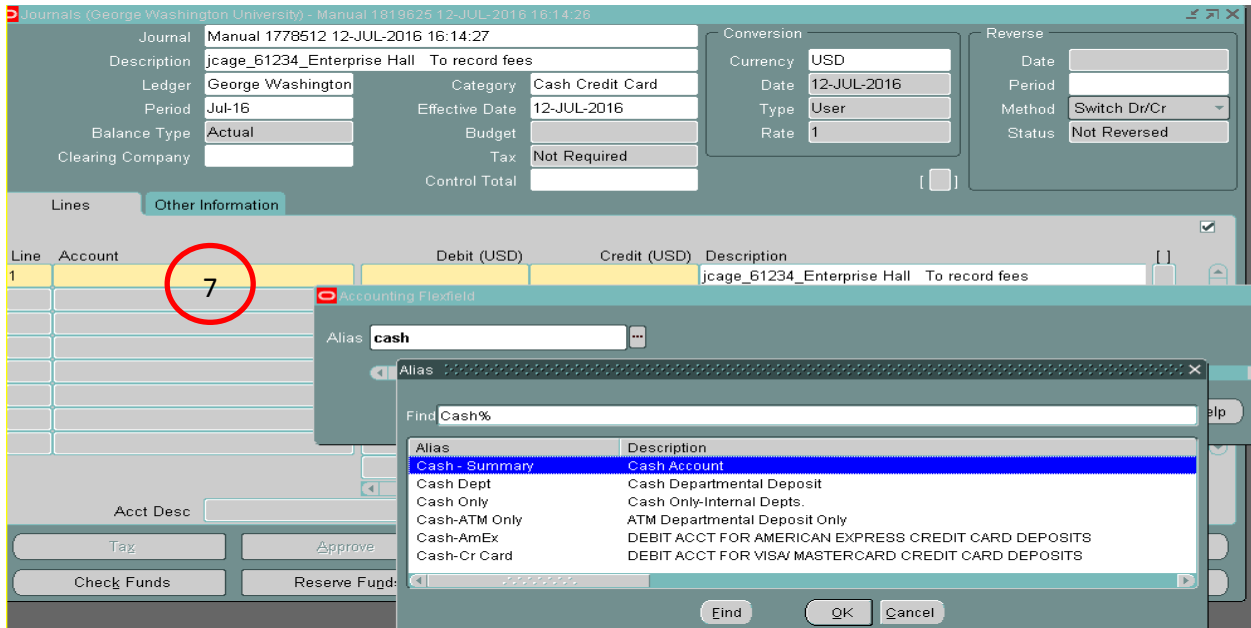 Journals (George Washington University) - Manual 1819625 12-JUL-2016 16:14:26
Journal Manual 1778512 12-JUL-2016 16:14:27
Conversion
Reverse
Description jcage_61234_Enterprise Hall To record fees
Currency USD
Date
Ledger George Washington
Category Cash Credit Card
Date 12-JUL-2016
Period
Period Jul-16
Effective Date 12-JUL-2016
Type User
Method Switch Dr/Cr
Balance Type Actual
Budget
Rate 1
Status Not Reversed
Clearing Company
Tax Not Required
Control Total
[ ]
Lines Other Information
Line Account Debit (USD) Credit (USD) Description [ ]
1 jcage_61234_Enterprise Hall To record fees
7
Accounting Flexfield
Alias cash ...
Alias
Find Cash%
elp
Alias Description
Cash - Summary Cash Account
Cash Dept Cash Departmental Deposit
Cash Only Cash Only-Internal Depts.
Cash-ATM Only ATM Departmental Deposit Only
Cash-AmEx DEBIT ACCT FOR AMERICAN EXPRESS CREDIT CARD DEPOSITS
Cash-Cr Card DEBIT ACCT FOR VISA/ MASTERCARD CREDIT CARD DEPOSITS
Acct Desc
Tax Approve
Check Funds Reserve Funds
Find OK Cancel